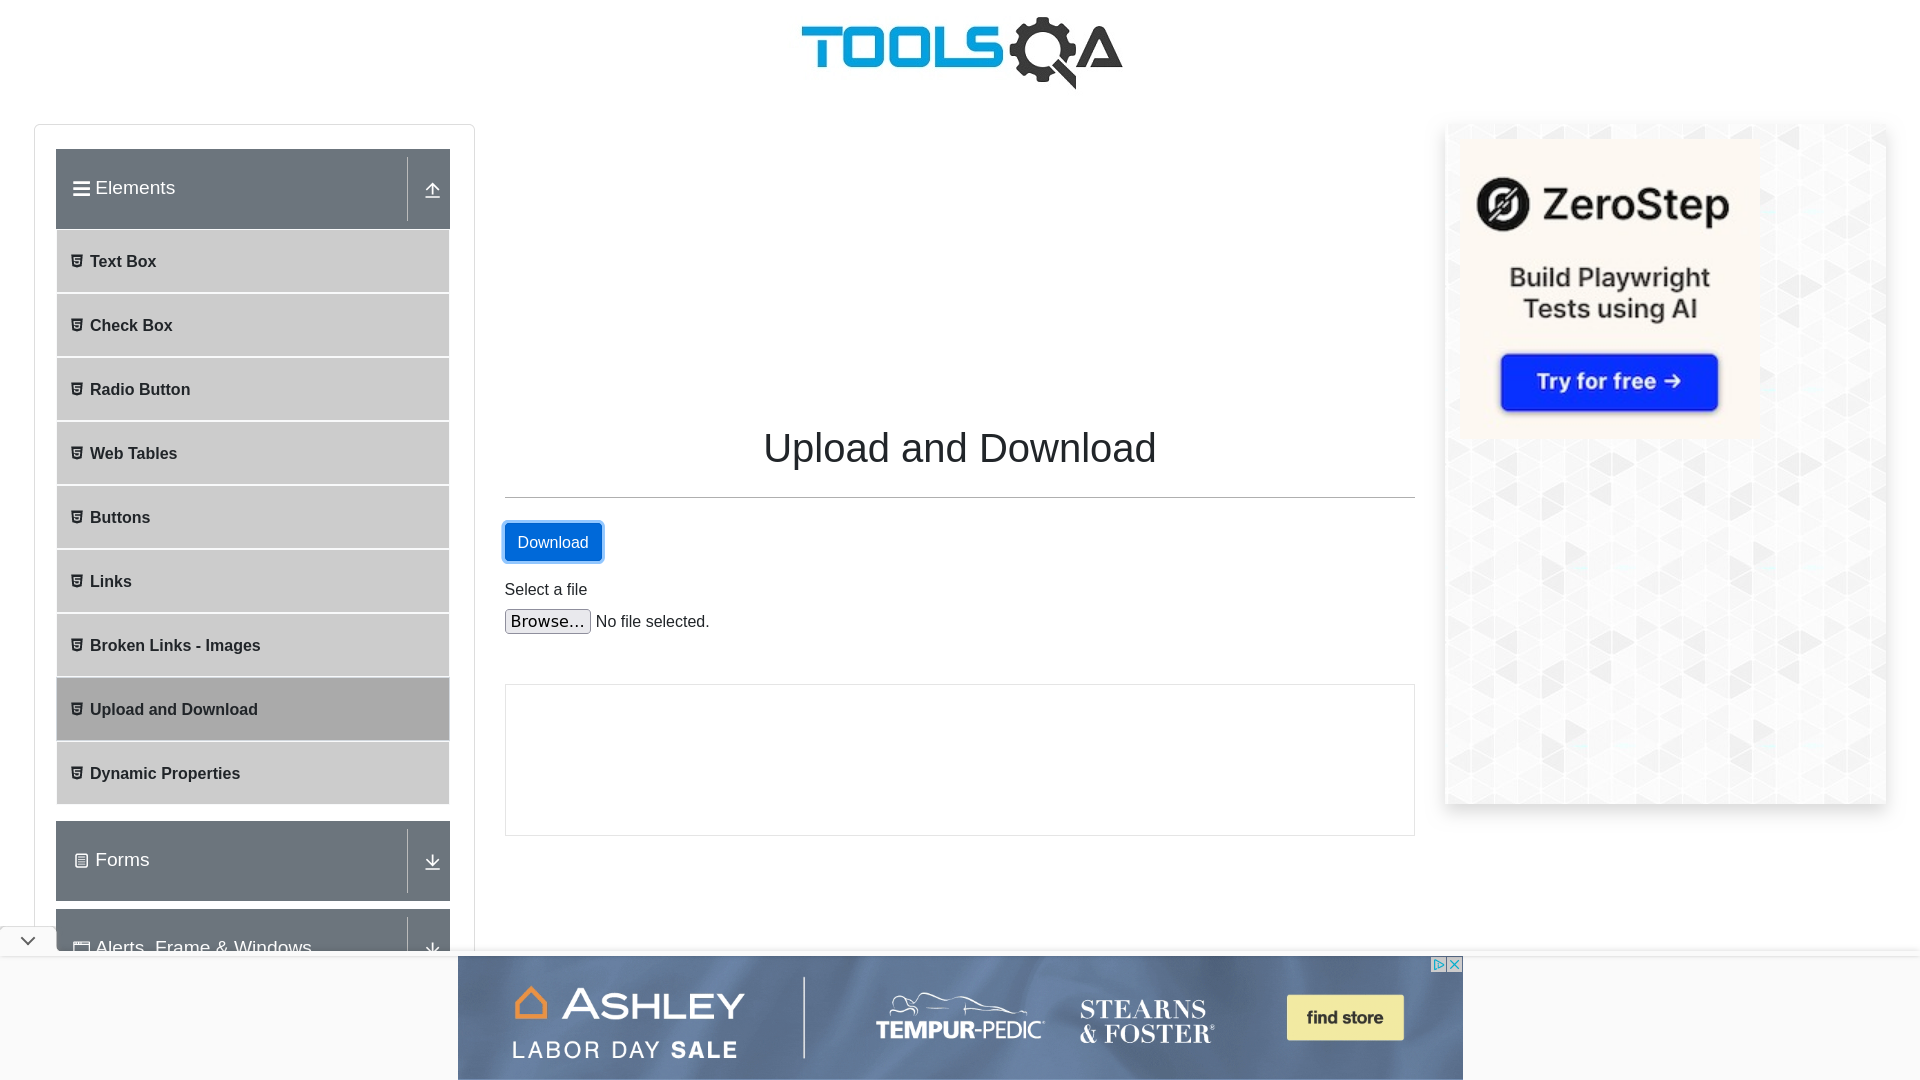 TOOLSQA
Elements
Text Box
Check Box
Radio Button
Web Tables
Buttons
Links
Broken Links - Images
Upload and Download
Dynamic Properties
Forms
Alerts, Frame & Windows
Upload and Download
Download
Select a file
Browse... No file selected.
ZeroStep
Build Playwright
Tests using AI
Try for free →
ASHLEY
LABOR DAY SALE
TEMPUR-PEDIC®
STEARNS
& FOSTER®
find store